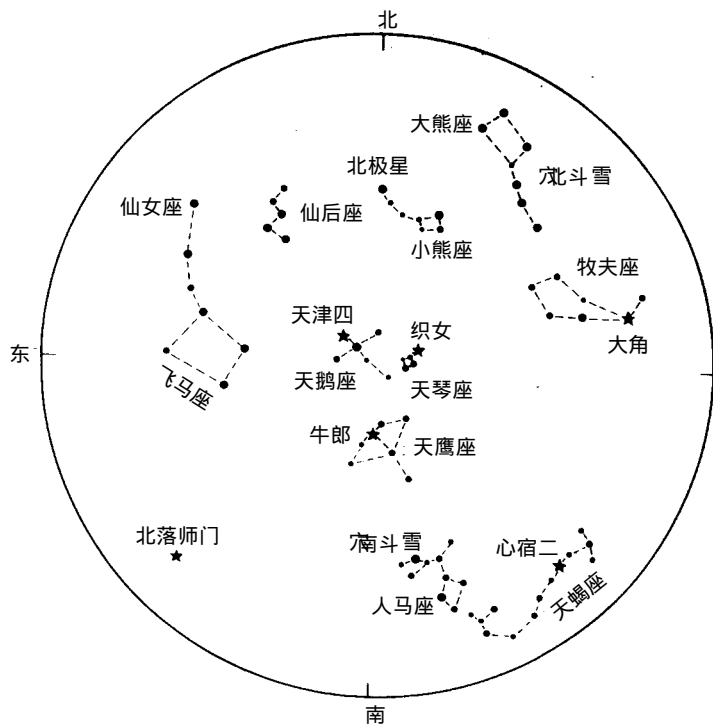 北
大熊座
北极星
穴北斗雪
仙女座
仙后座
小熊座
牧夫座
天津四
织女
大角
东
天鹅座
天琴座
飞马座
牛郎
天鹰座
北落师门
穴南斗雪
心宿二
人马座
天蝎座
南